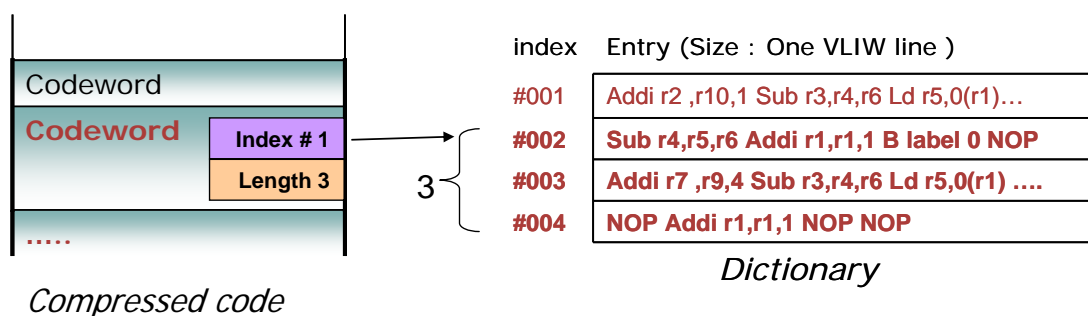 index Entry (Size : One VLIW line )
Codeword
#001 Addi r2 ,r10,1 Sub r3,r4,r6 Ld r5,0(r1)…
Codeword
Index # 1
#002 Sub r4,r5,r6 Addi r1,r1,1 B label 0 NOP
Length 3
3
#003 Addi r7 ,r9,4 Sub r3,r4,r6 Ld r5,0(r1) ....
#004 NOP Addi r1,r1,1 NOP NOP
.....
Dictionary
Compressed code